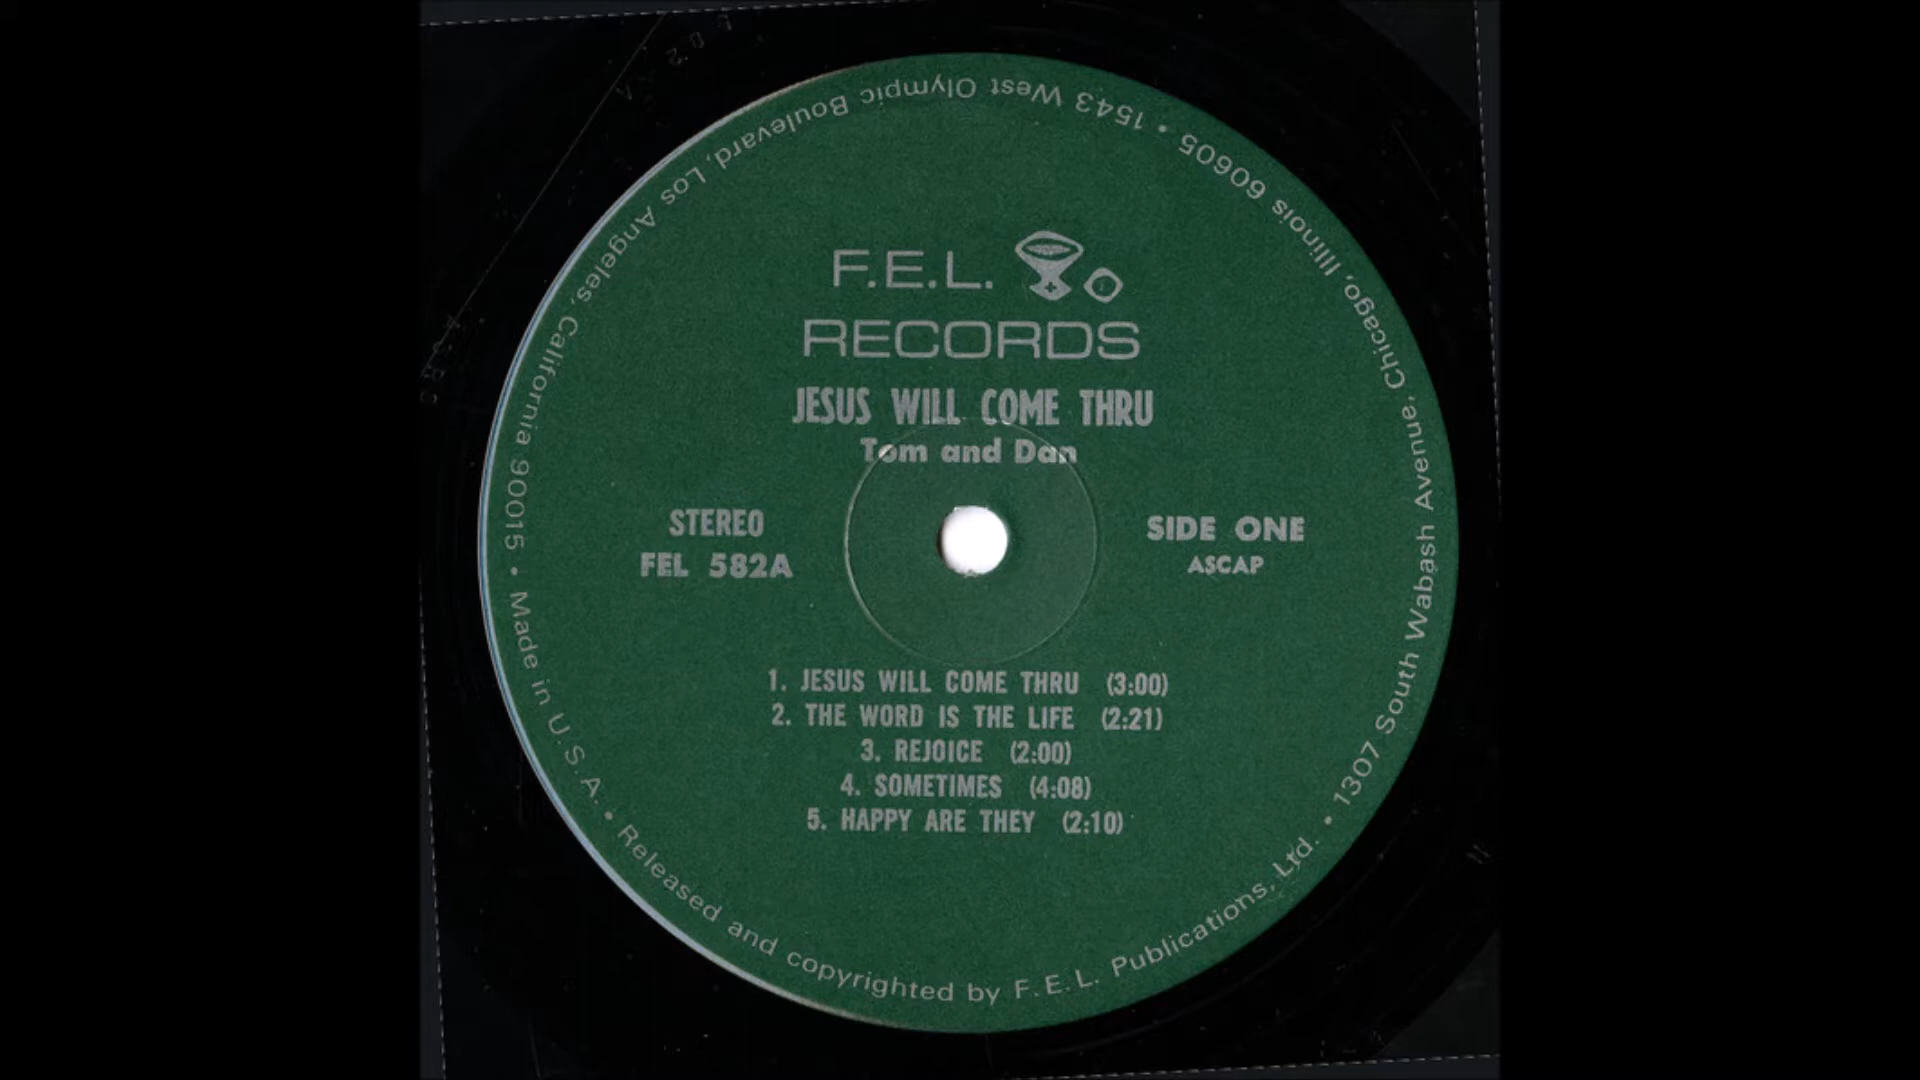 F.E.L.
RECORDS
JESUS WILL COME THRU
Tom and Dan
STEREO
FEL 582A
SIDE ONE
ASCAP
1. JESUS WILL COME THRU (3:00)
2. THE WORD IS THE LIFE (2:21)
3. REJOICE (2:00)
4. SOMETIMES (4:08)
5. HAPPY ARE THEY (2:10)
Released and copyrighted by F.E.L. Publications, Ltd. • 1307 South Wabash Avenue, Chicago, Illinois 60605 • 1543 West Olympic Boulevard, Los Angeles, California 90015 • Made in U.S.A. •